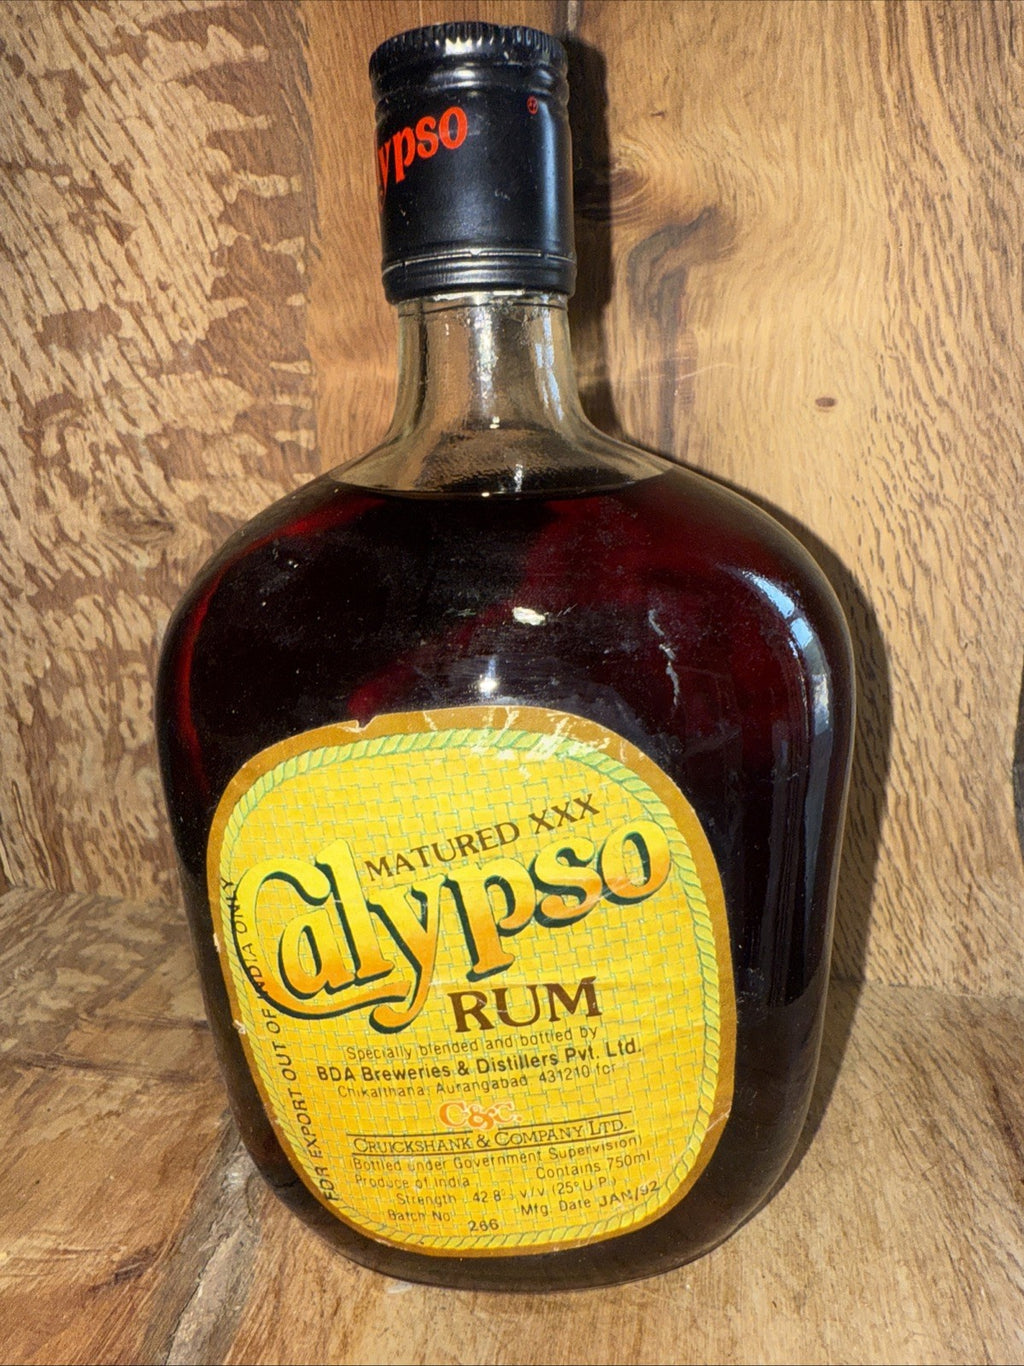 lypso
MATURED XXX
Calypso
RUM
Specially blended and bottled by
BDA Breweries & Distillers Pvt. Ltd.
Chikalthana, Aurangabad 431210 for
C&C.
CRUICKSHANK & COMPANY LTD.
(Bottled under Government Supervision)
Produce of India Contains 750ml
Strength 42.8% v/v (25° U.P.)
Batch No 266 Mfg. Date JAN/92
FOR EXPORT OUT OF INDIA ONLY